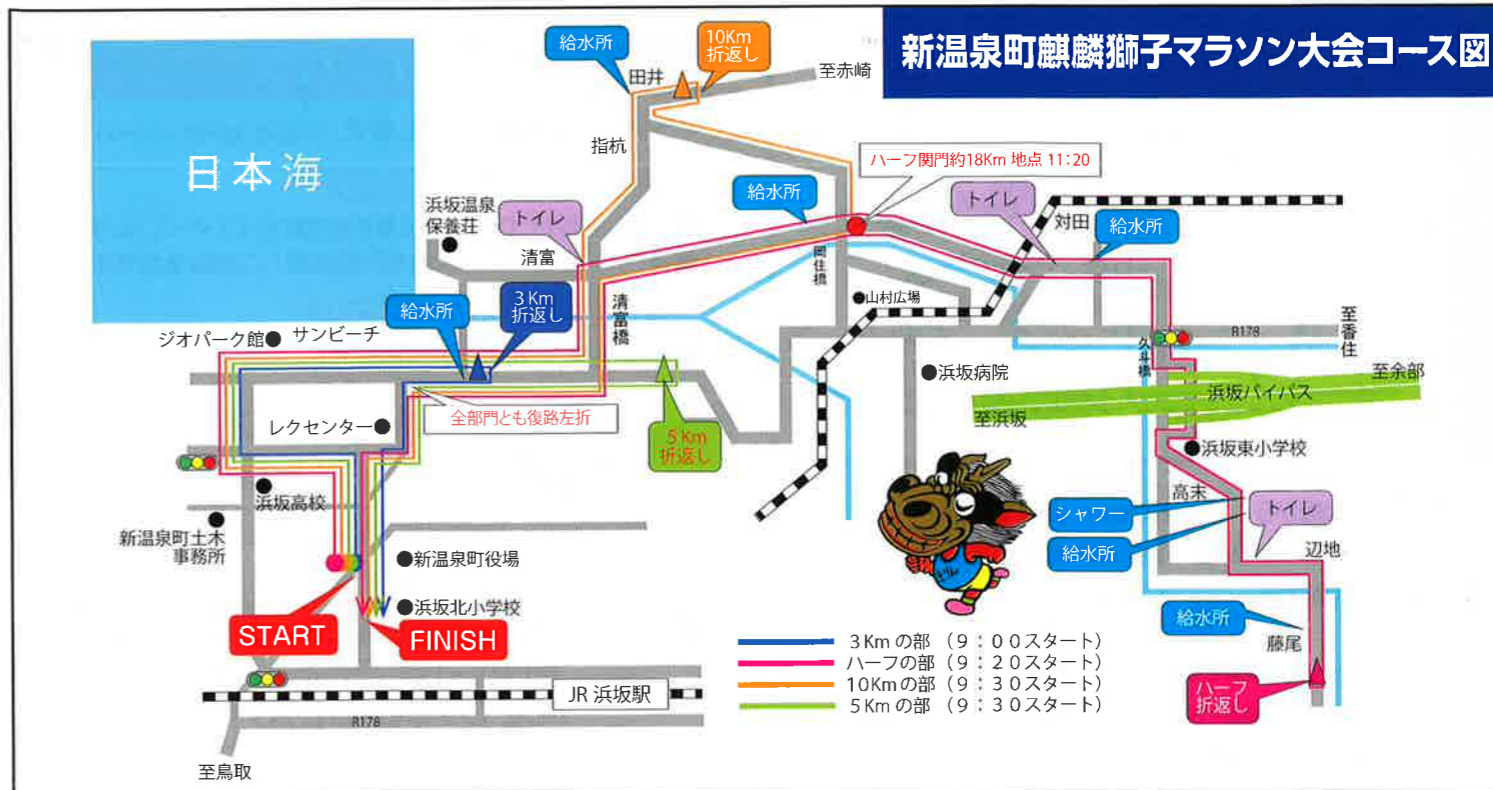 新温泉町麒麟獅子マラソン大会コース図
日本海
給水所
10Km
折返し
田井
至赤崎
指杭
ハーフ関門約18Km 地点 11:20
浜坂温泉
保養荘
トイレ
給水所
トイレ
対田
給水所
清富
岡住橋
清富橋
山村広場
給水所
3Km
折返し
ジオパーク館
サンビーチ
R178
至香住
久斗橋
浜坂病院
至余部
浜坂バイパス
至浜坂
全部門とも復路左折
レクセンター
5Km
折返し
浜坂東小学校
浜坂高校
高末
シャワー
トイレ
新温泉町土木
事務所
新温泉町役場
給水所
辺地
浜坂北小学校
START
FINISH
給水所
藤尾
3Kmの部 (9:00スタート)
ハーフの部 (9:20スタート)
10Kmの部 (9:30スタート)
5Kmの部 (9:30スタート)
ハーフ
折返し
JR 浜坂駅
R178
至鳥取